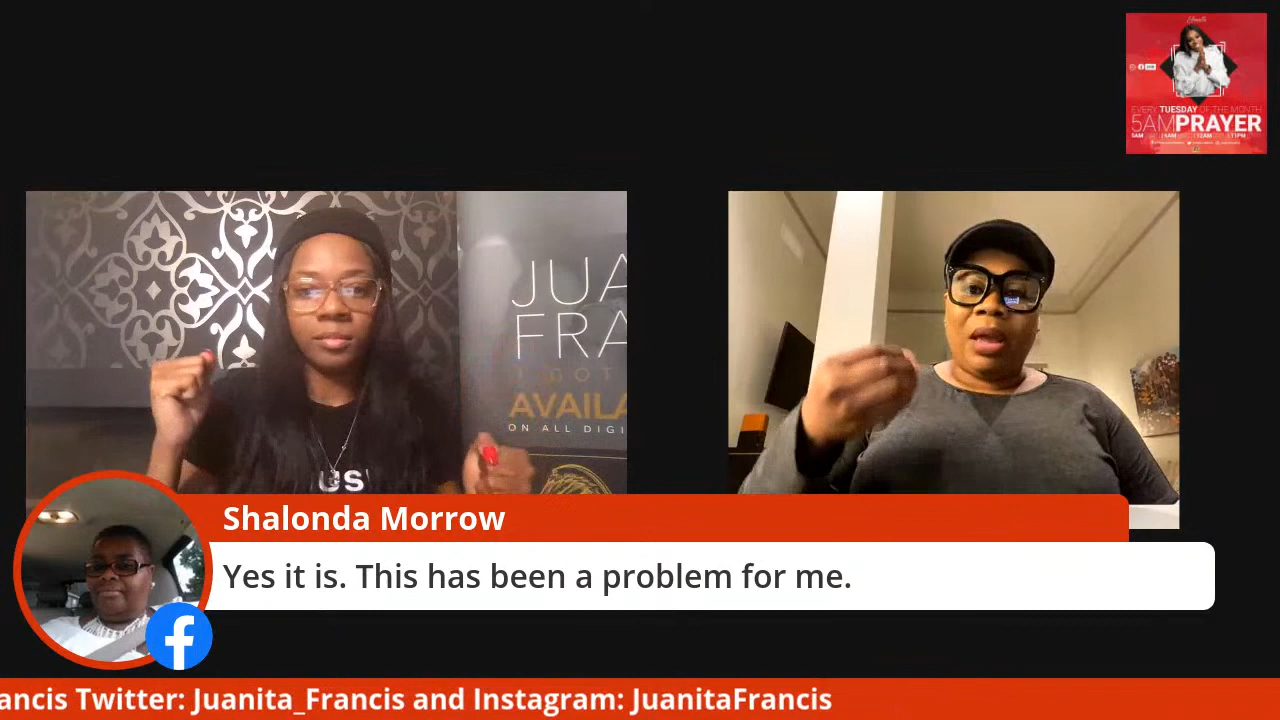 EVERY TUESDAY OF THE MONTH
5AM PRAYER
JUA
FRA
AVAILA
ON ALL DIGI
US
Shalonda Morrow
Yes it is. This has been a problem for me.
ancis Twitter: Juanita_Francis and Instagram: JuanitaFrancis